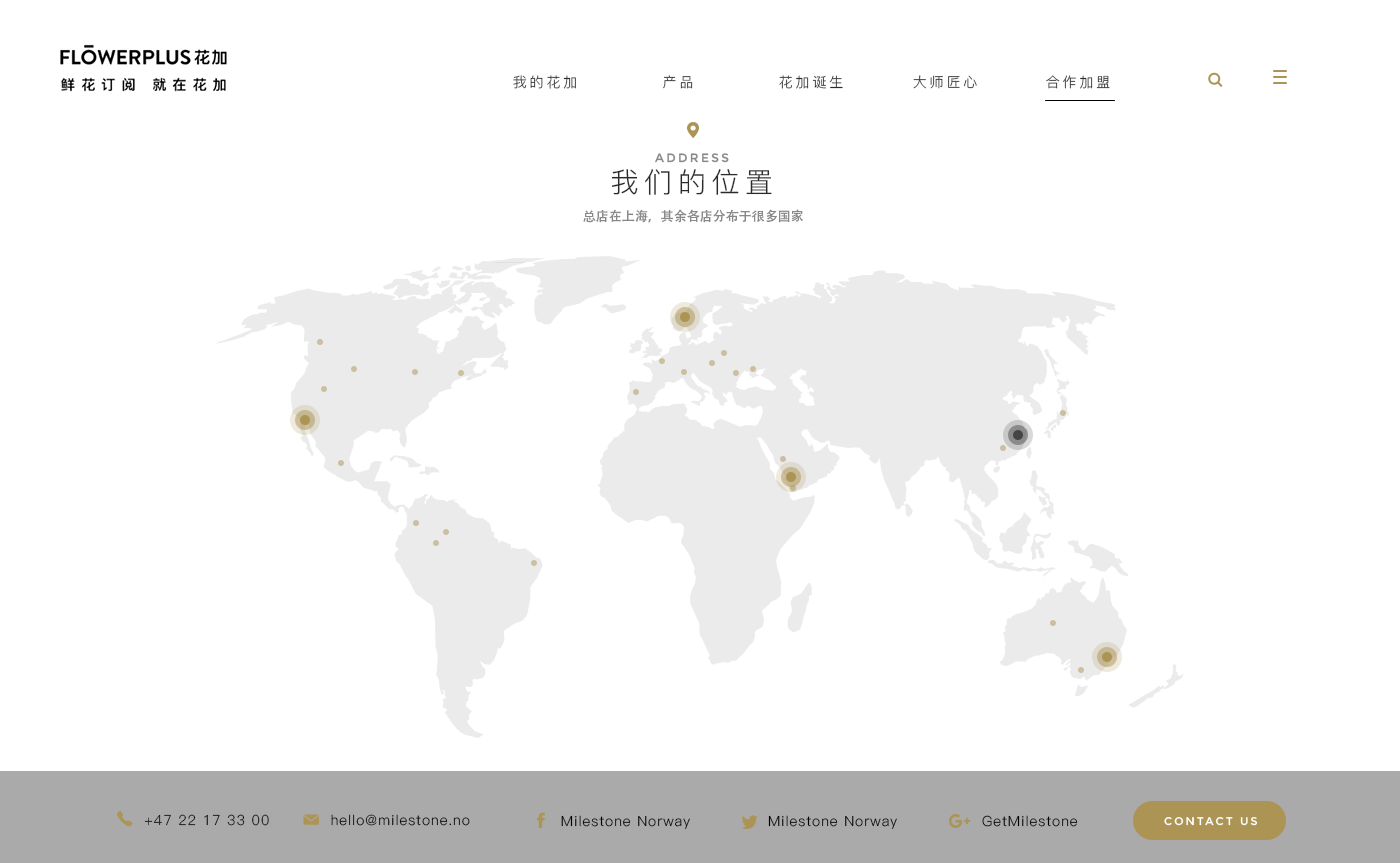 FLŌWERPLUS花加
鲜花订阅 就在花加
我的花加 产品 花加诞生 大师匠心 合作加盟
ADDRESS
我们的位置
总店在上海,其余各店分布于很多国家
+47 22 17 33 00 hello@milestone.no Milestone Norway Milestone Norway GetMilestone CONTACT US